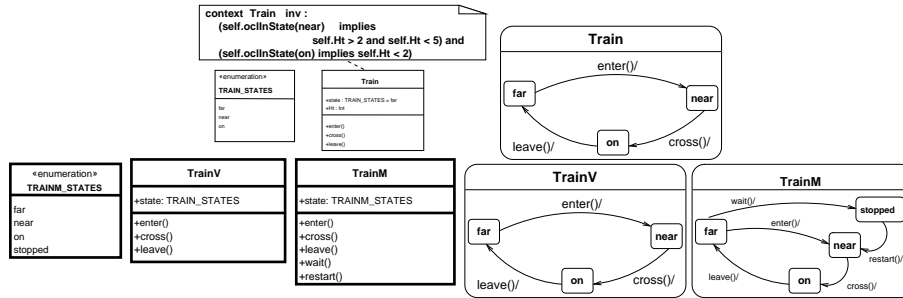 context Train inv :
(self.oclInState(near) implies
self.Ht > 2 and self.Ht < 5) and
(self.oclInState(on) implies self.Ht < 2)
«enumeration»
TRAIN_STATES
far
near
on
Train
+state : TRAIN_STATES = far
+Ht : Int
+enter()
+cross()
+leave()
Train
enter()/
far
near
on
leave()/
cross()/
«enumeration»
TRAINM_STATES
far
near
on
stopped
TrainV
+state: TRAIN_STATES
+enter()
+cross()
+leave()
TrainM
+state: TRAINM_STATES
+enter()
+cross()
+leave()
+wait()
+restart()
TrainV
enter()/
far
near
on
leave()/
cross()/
TrainM
wait()/
stopped
enter()/
far
near
restart()/
leave()/
on
cross()/